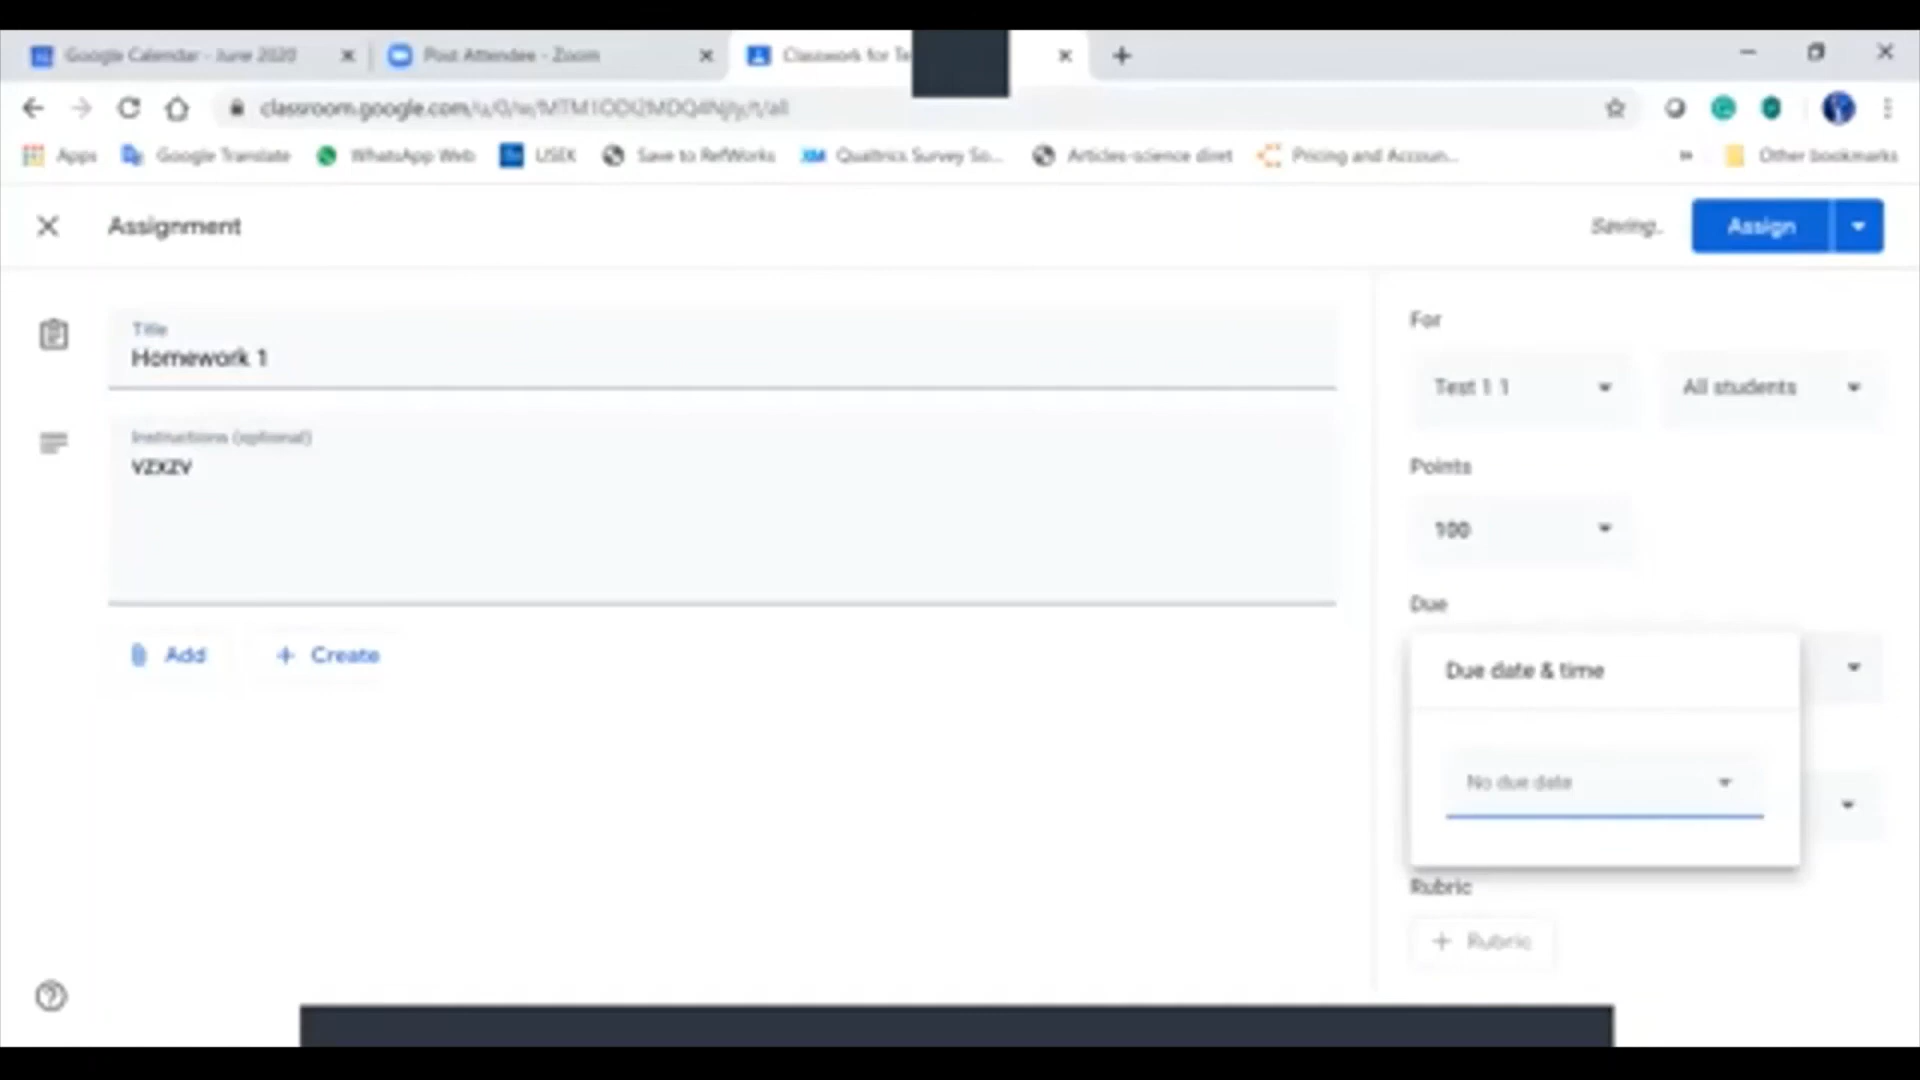 Google Calendar - June 2020
Post Attendee - Zoom
Classwork for Te
classroom.google.com/u/0/w/
Apps
Google Translate
WhatsApp Web
USEK
Save to RefWorks
XM
Qualtrics Survey So...
Articles-science diret
Pricing and Accoun...
Other bookmarks
Assignment
Saving...
Assign
Title
Homework 1
Instructions (optional)
vzxzv
Add
+ Create
For
Test 1 1
All students
Points
100
Due
Due date & time
No due date
Rubric
+ Rubric